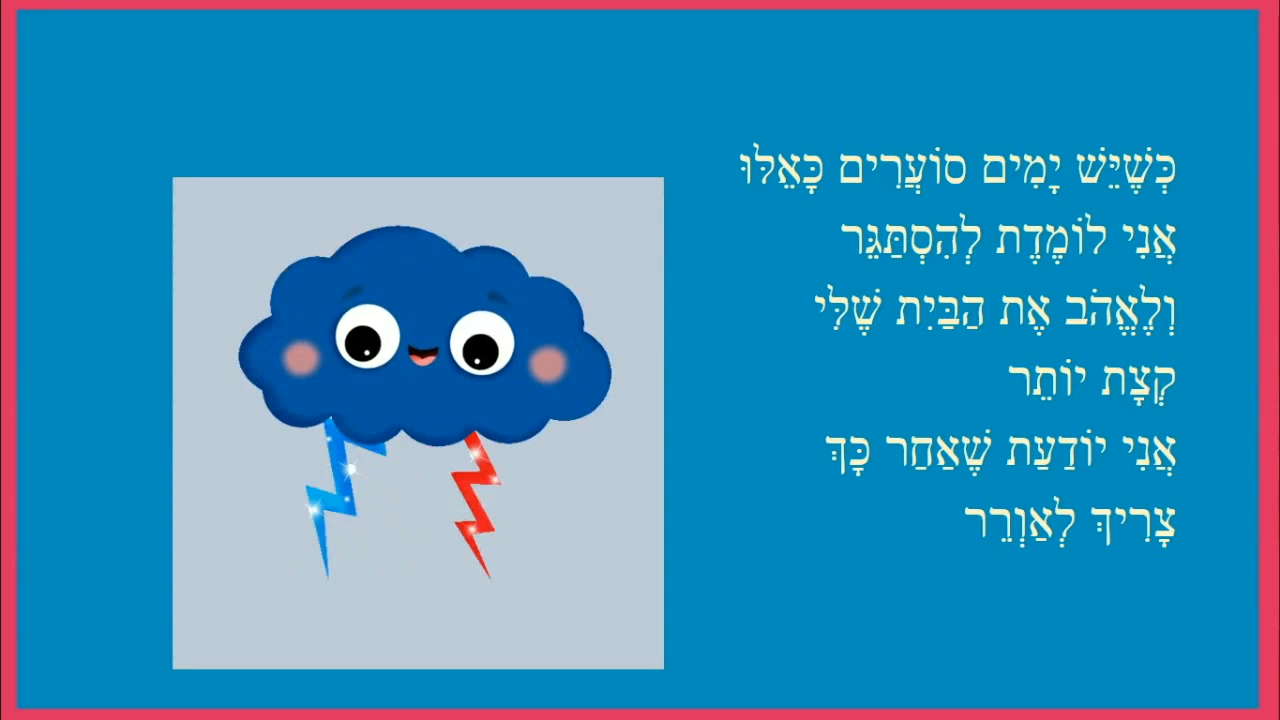 כְּשֶׁיֵּשׁ יָמִים סוֹעֲרִים כָּאֵלּוּ
אֲנִי לוֹמֶדֶת לְהִסְתַּגֵּר
וְלֶאֱהֹב אֶת הַבַּיִת שֶׁלִּי
קְצָת יוֹתֵר
אֲנִי יוֹדַעַת שֶׁאַחַר כָּךְ
צָרִיךְ לְאַוְרֵר